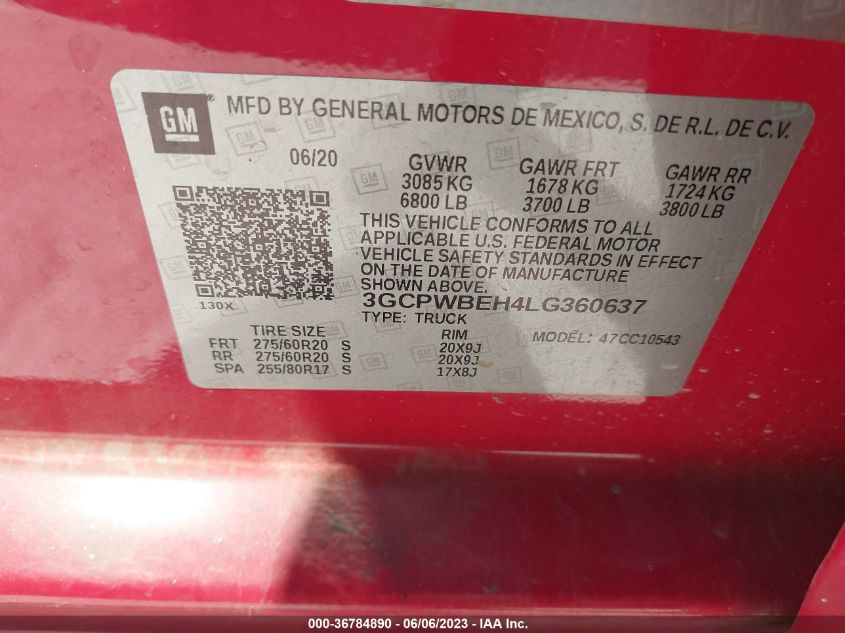 GM ® MFD BY GENERAL MOTORS DE MEXICO, S. DE R.L. DE C.V.
06/20 GVWR GAWR FRT GAWR RR
3085 KG 1678 KG 1724 KG
6800 LB 3700 LB 3800 LB
THIS VEHICLE CONFORMS TO ALL
APPLICABLE U.S. FEDERAL MOTOR
VEHICLE SAFETY STANDARDS IN EFFECT
ON THE DATE OF MANUFACTURE
SHOWN ABOVE.
130X
3GCPWBEH4LG360637
TYPE: TRUCK MODEL: 47CC10543
TIRE SIZE RIM
FRT 275/60R20 S 20X9J
RR 275/60R20 S 20X9J
SPA 255/80R17 S 17X8J
000-36784890 - 06/06/2023 - IAA Inc.